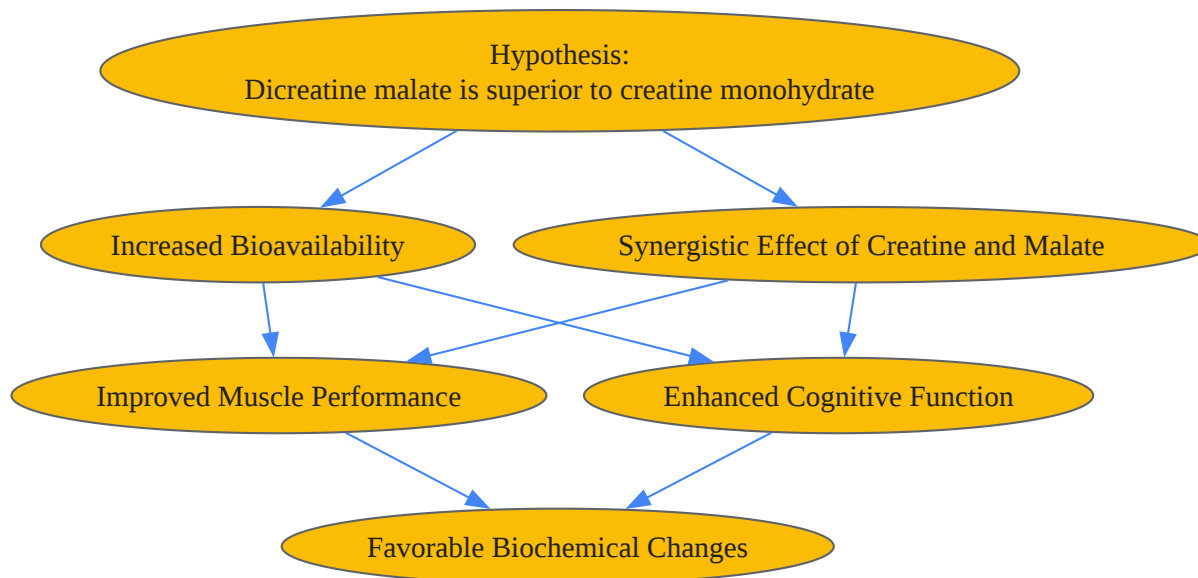 Hypothesis:
Dicreatine malate is superior to creatine monohydrate
Increased Bioavailability
Synergistic Effect of Creatine and Malate
Improved Muscle Performance
Enhanced Cognitive Function
Favorable Biochemical Changes